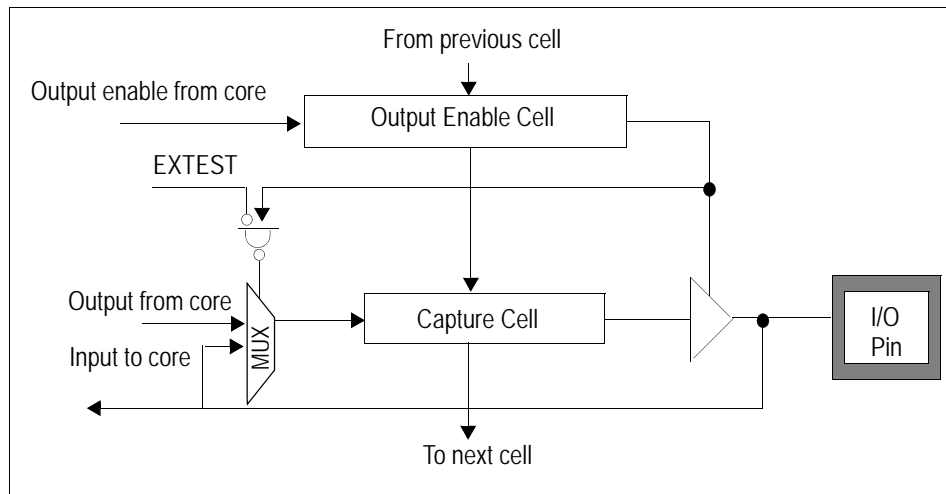 From previous cell
Output enable from core
Output Enable Cell
EXTEST
Output from core
Input to core
MUX
Capture Cell
I/O
Pin
To next cell